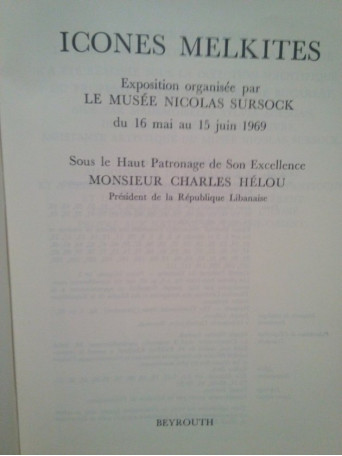 ICONES MELKITES
Exposition organisée par
LE MUSÉE NICOLAS SURSOCK
du 16 mai au 15 juin 1969
Sous le Haut Patronage de Son Excellence
MONSIEUR CHARLES HÉLOU
Président de la République Libanaise
BEYROUTH